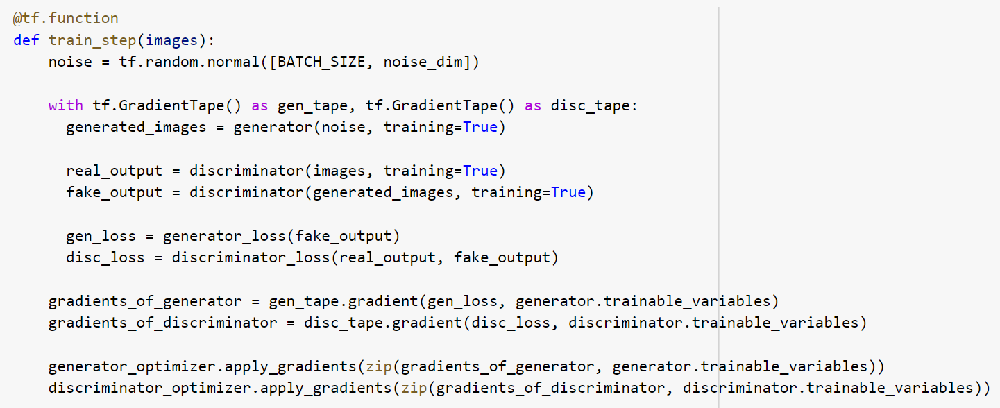 @tf.function
def train_step(images):
    noise = tf.random.normal([BATCH_SIZE, noise_dim])

    with tf.GradientTape() as gen_tape, tf.GradientTape() as disc_tape:
      generated_images = generator(noise, training=True)

      real_output = discriminator(images, training=True)
      fake_output = discriminator(generated_images, training=True)

      gen_loss = generator_loss(fake_output)
      disc_loss = discriminator_loss(real_output, fake_output)

    gradients_of_generator = gen_tape.gradient(gen_loss, generator.trainable_variables)
    gradients_of_discriminator = disc_tape.gradient(disc_loss, discriminator.trainable_variables)

    generator_optimizer.apply_gradients(zip(gradients_of_generator, generator.trainable_variables))
    discriminator_optimizer.apply_gradients(zip(gradients_of_discriminator, discriminator.trainable_variables))